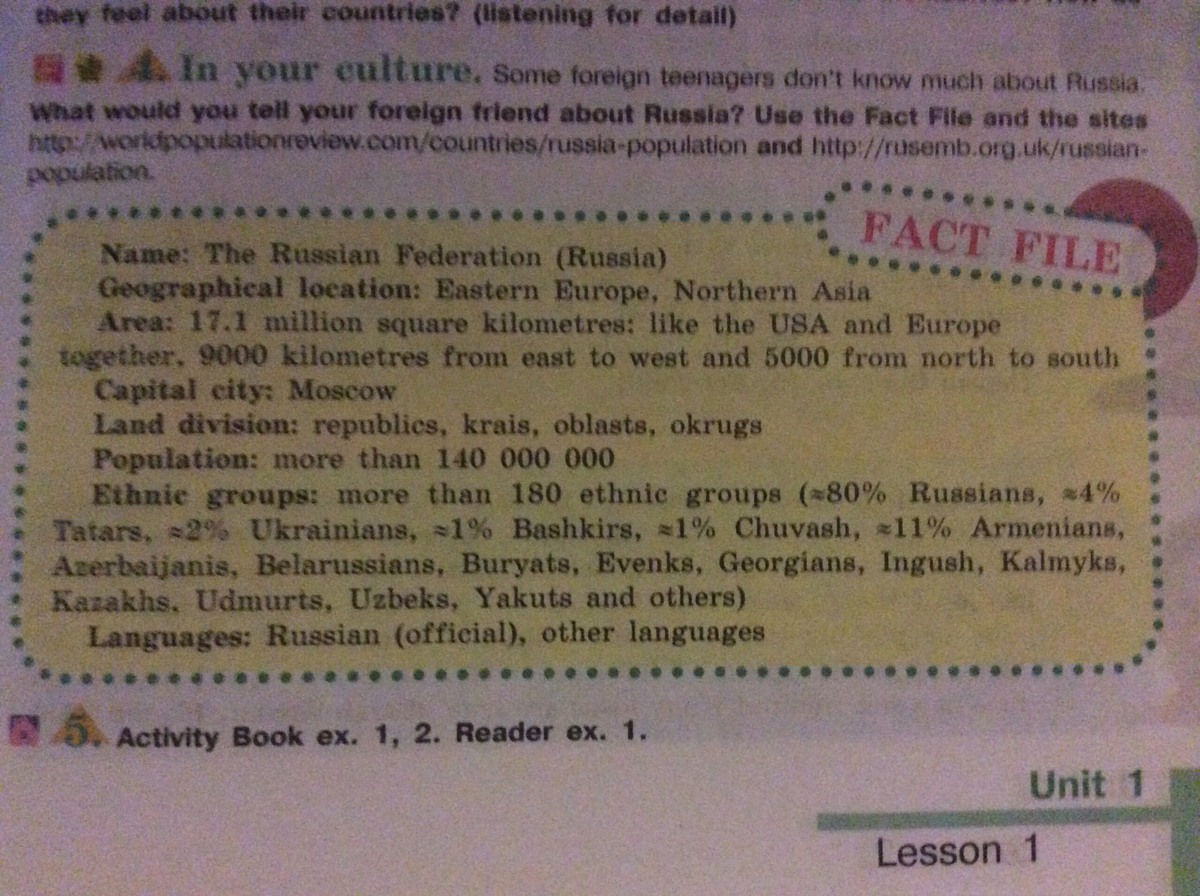 they feel about their countries? (listening for detail)
4. In your culture. Some foreign teenagers don't know much about Russia.
What would you tell your foreign friend about Russia? Use the Fact File and the sites
http://worldpopulationreview.com/countries/russia-population and http://rusemb.org.uk/russian-
population.
FACT FILE
Name: The Russian Federation (Russia)
Geographical location: Eastern Europe, Northern Asia
Area: 17.1 million square kilometres: like the USA and Europe
together, 9000 kilometres from east to west and 5000 from north to south
Capital city: Moscow
Land division: republics, krais, oblasts, okrugs
Population: more than 140 000 000
Ethnic groups: more than 180 ethnic groups (≈80% Russians, ≈4%
Tatars, ≈2% Ukrainians, ≈1% Bashkirs, ≈1% Chuvash, ≈11% Armenians,
Azerbaijanis, Belarussians, Buryats, Evenks, Georgians, Ingush, Kalmyks,
Kazakhs, Udmurts, Uzbeks, Yakuts and others)
Languages: Russian (official), other languages
5. Activity Book ex. 1, 2. Reader ex. 1.
Unit 1
Lesson 1